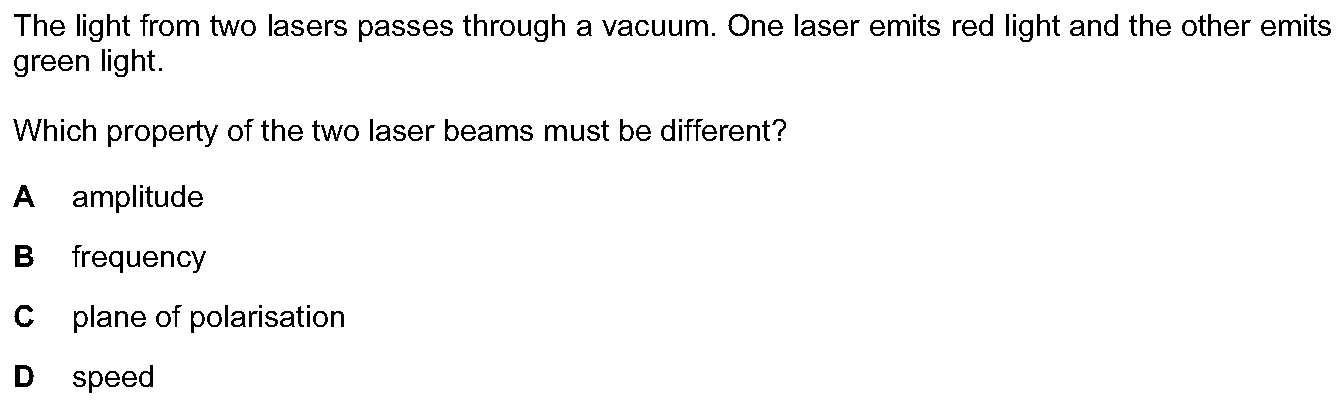 The light from two lasers passes through a vacuum. One laser emits red light and the other emits
green light.
Which property of the two laser beams must be different?
A amplitude
B frequency
C plane of polarisation
D speed